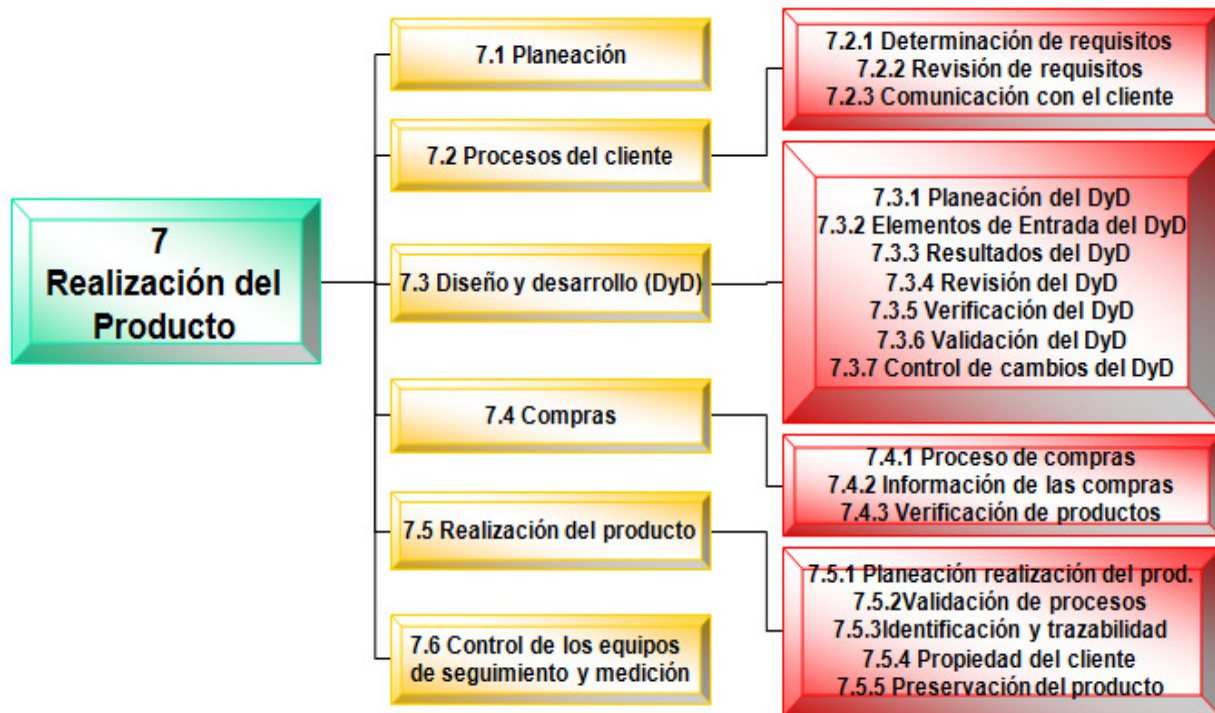 7
Realización del
Producto
7.1 Planeación
7.2 Procesos del cliente
7.3 Diseño y desarrollo (DyD)
7.4 Compras
7.5 Realización del producto
7.6 Control de los equipos
de seguimiento y medición
7.2.1 Determinación de requisitos
7.2.2 Revisión de requisitos
7.2.3 Comunicación con el cliente
7.3.1 Planeación del DyD
7.3.2 Elementos de Entrada del DyD
7.3.3 Resultados del DyD
7.3.4 Revisión del DyD
7.3.5 Verificación del DyD
7.3.6 Validación del DyD
7.3.7 Control de cambios del DyD
7.4.1 Proceso de compras
7.4.2 Información de las compras
7.4.3 Verificación de productos
7.5.1 Planeación realización del prod.
7.5.2Validación de procesos
7.5.3Identificación y trazabilidad
7.5.4 Propiedad del cliente
7.5.5 Preservación del producto